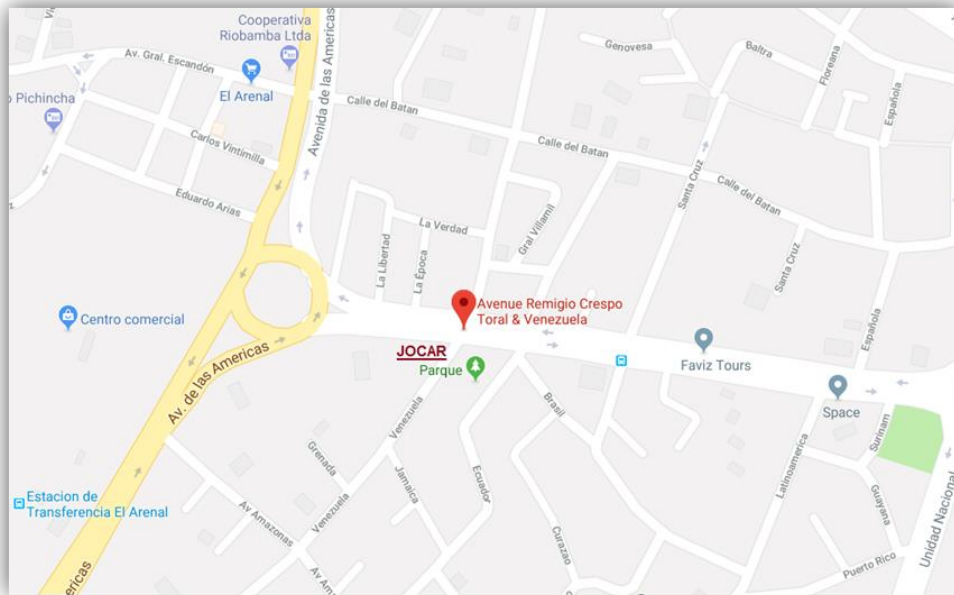 Cooperativa
Riobamba Ltda
Genovesa
Baltra
Floreana
Av. Gral. Escandón
El Arenal
Avenida de las Americas
Calle del Batan
Española
o Pichincha
Carlos Vintimilla
Calle del Batan
Santa Cruz
Calle del Batan
Eduardo Arias
La Verdad
Gral Villamil
La Libertad
La Época
Santa Cruz
Avenue Remigio Crespo
Toral & Venezuela
Centro comercial
Española
JOCAR
Parque
Faviz Tours
Av. de las Americas
Space
Venezuela
Brasil
Surinam
Grenada
Jamaica
Ecuador
Latinoamerica
Guayana
Estacion de
Transferencia El Arenal
Av Amazonas
Venezuela
Curazao
Unidad Nacional
Puerto Rico
Av Am
ericas